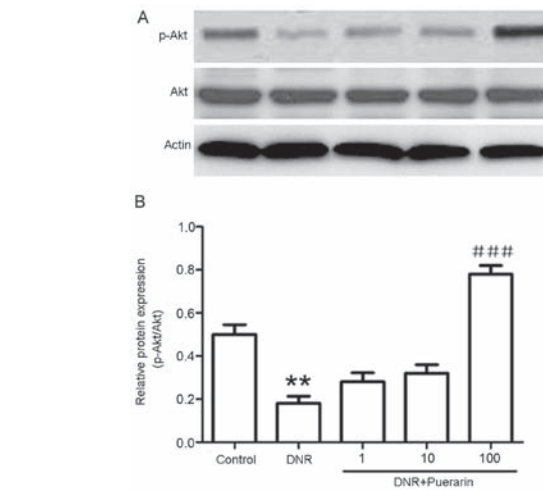 A
p-Akt
Akt
Actin
B
Relative protein expression
(p-Akt/Akt)
1.0
0.8
0.6
0.4
0.2
0.0
**
###
Control DNR 1 10 100
DNR+Puerarin